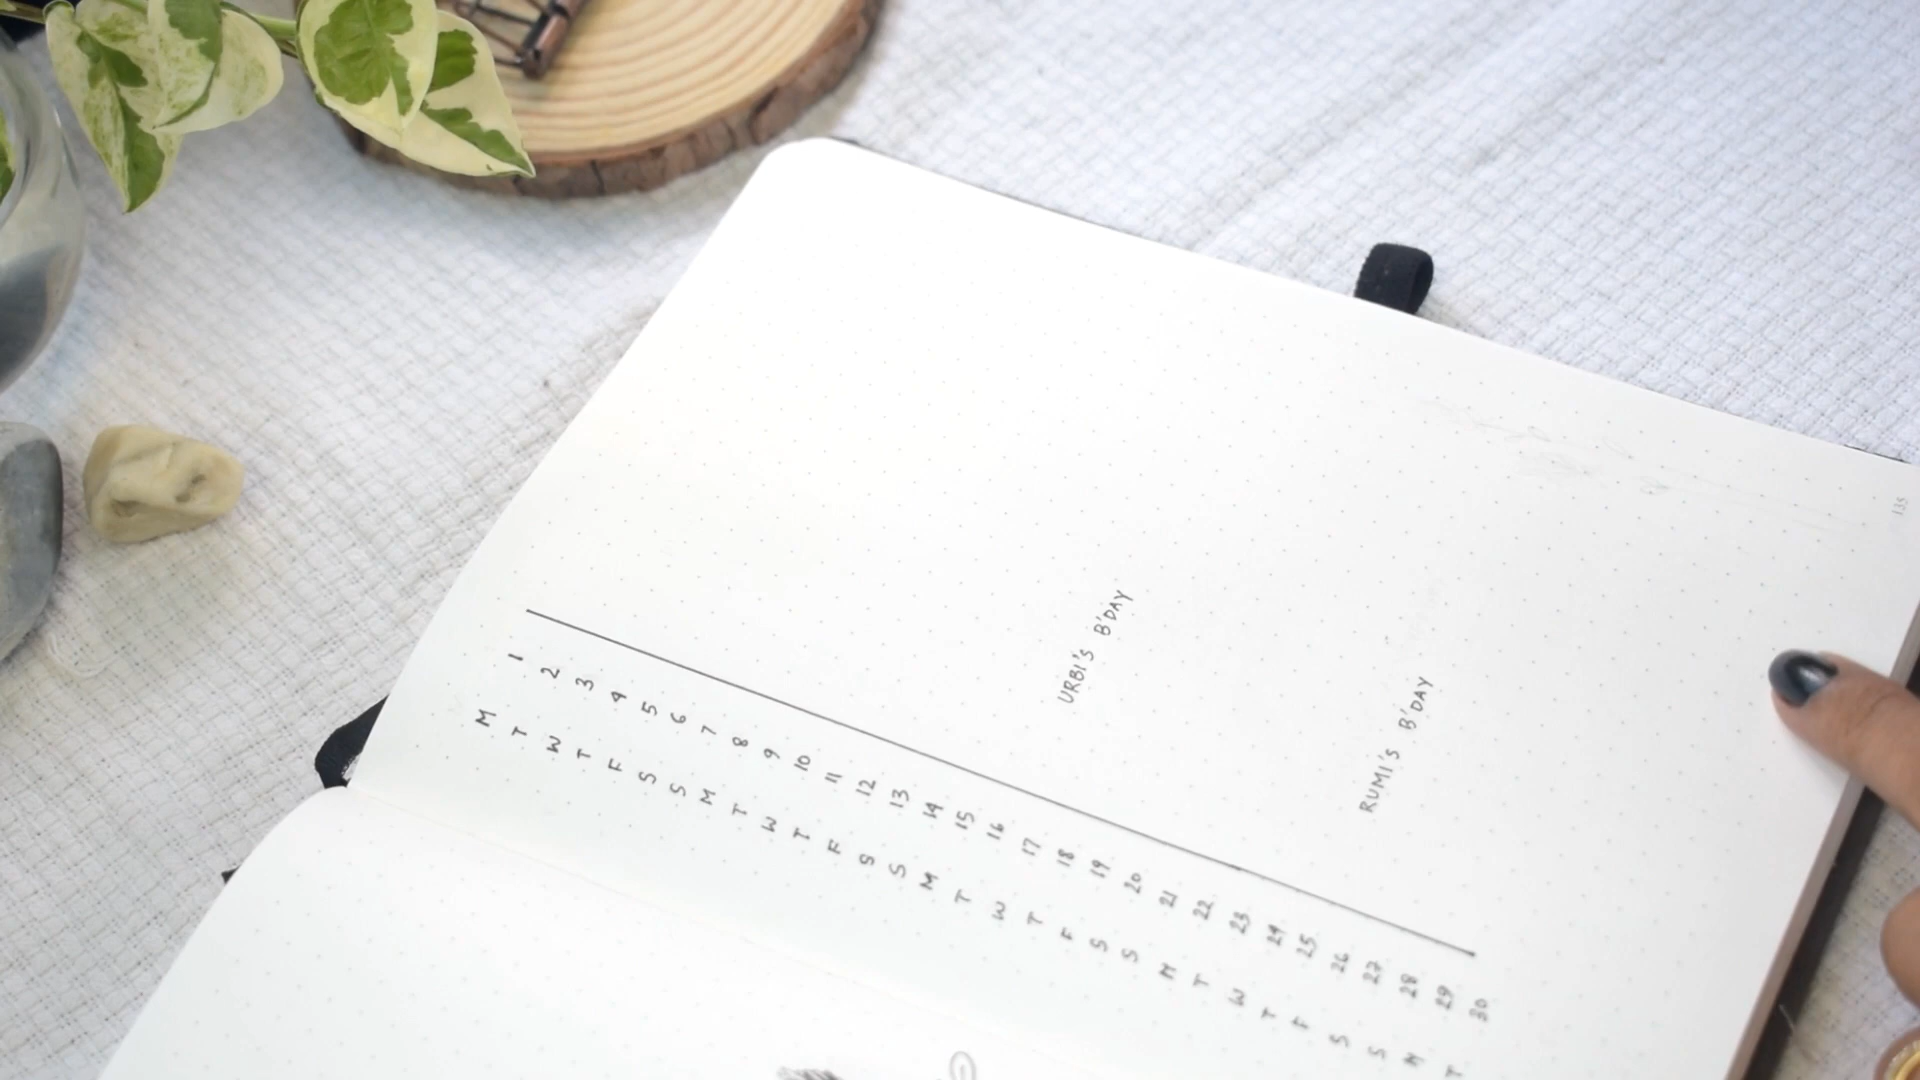 M 1
T 2
W 3
T 4
F 5
S 6
S 7
M 8
T 9
W 10
T 11
F 12
S 13
S 14
M 15
T 16 URBI'S B'DAY
W 17
T 18
F 19
S 20
S 21
M 22
T 23
W 24
T 25 RUMI'S B'DAY
F 26
S 27
S 28
M 29
T 30
135